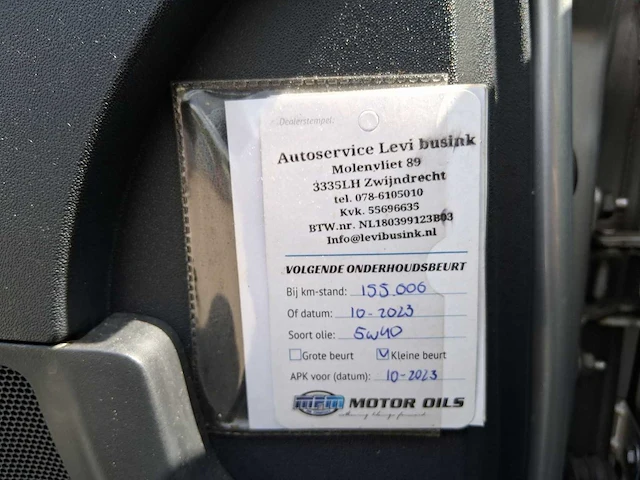 Dealerstempel:
Autoservice Levi busink
Molenvliet 89
3335LH Zwijndrecht
tel. 078-6105010
Kvk. 55696635
BTW.nr. NL180399123B03
Info@levibusink.nl
VOLGENDE ONDERHOUDSBEURT
Bij km-stand: 155.006
Of datum: 10-2023
Soort olie: 5W40
Grote beurt Kleine beurt
APK voor (datum): 10-2023
MPM MOTOR OILS